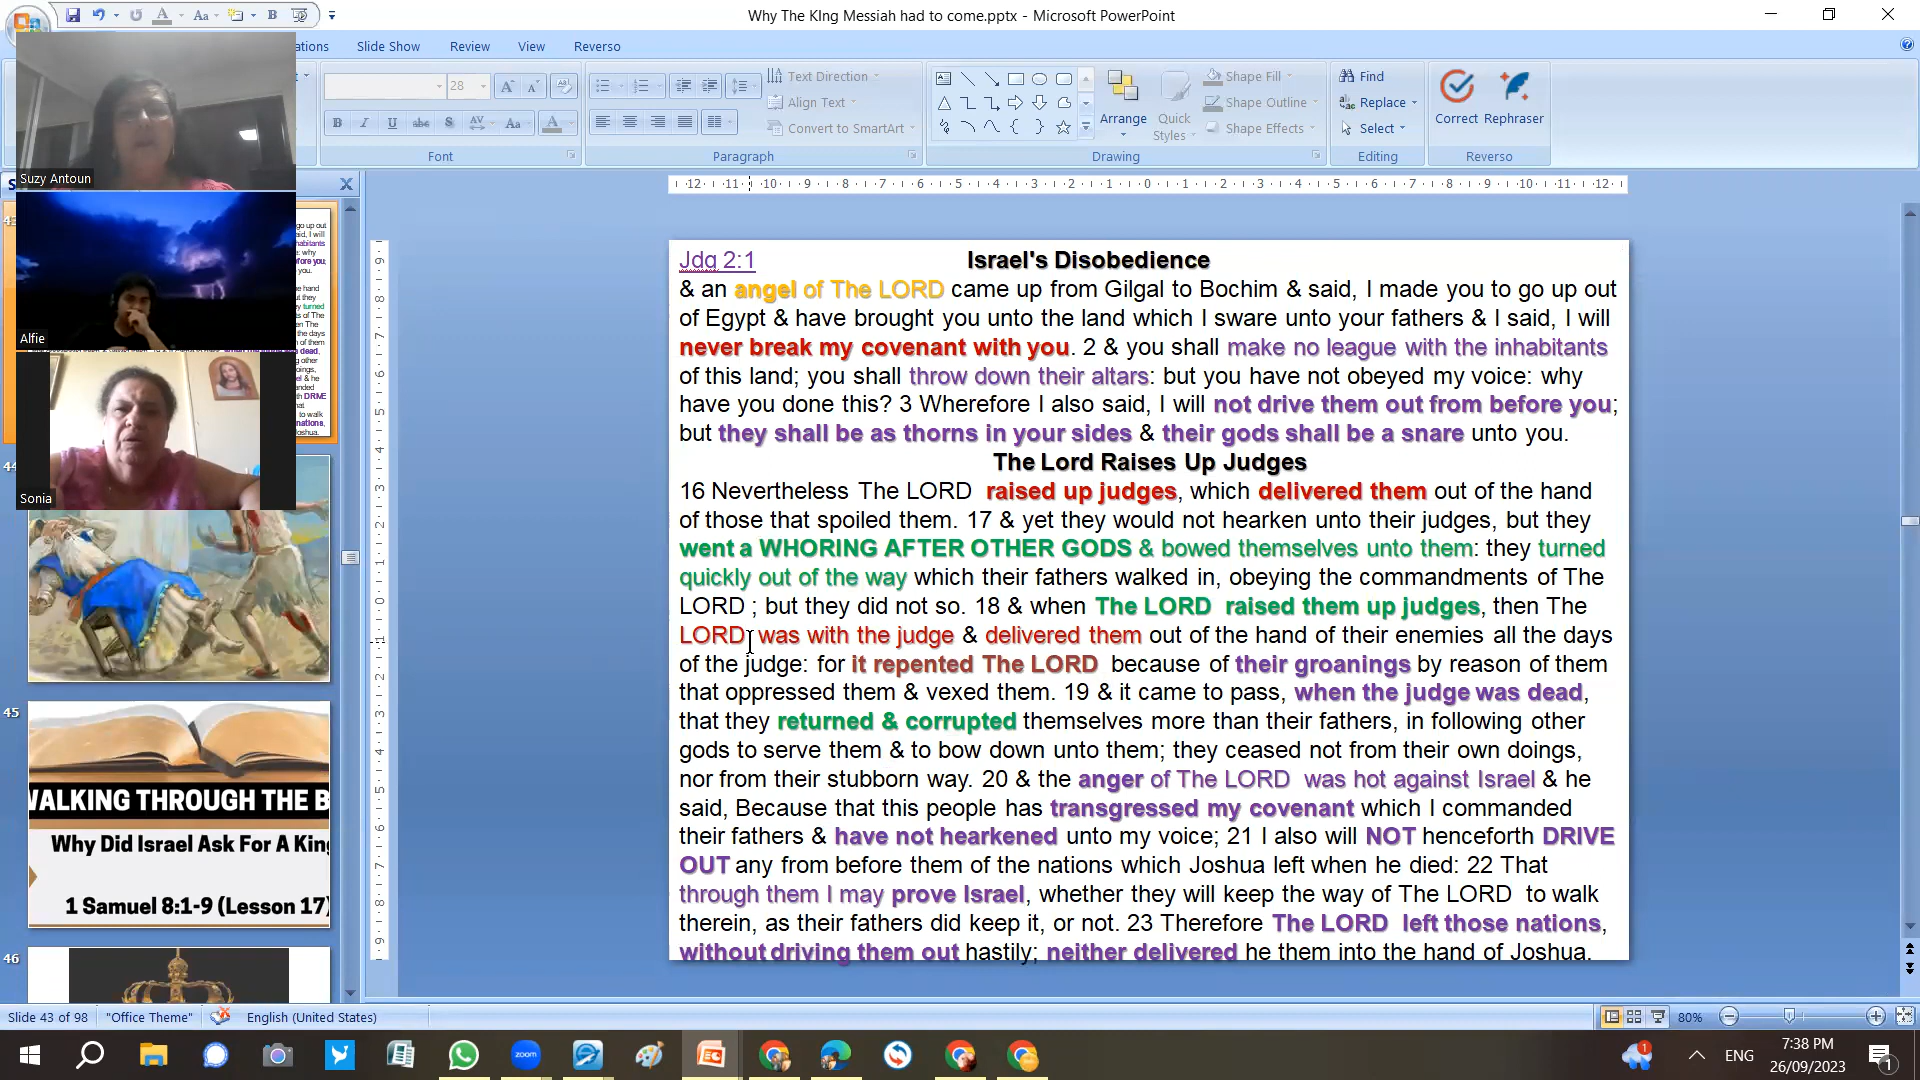 Why The KIng Messiah had to come.pptx - Microsoft PowerPoint
Slide Show Review View Reverso
28
Text Direction
Align Text
Convert to SmartArt
Arrange
Quick Styles
Shape Fill
Shape Outline
Shape Effects
Find
Replace
Select
Correct Rephraser
Font Paragraph Drawing Editing Reverso
Suzy Antoun
Alfie
Sonia
Jdg 2:1 Israel's Disobedience
& an angel of The LORD came up from Gilgal to Bochim & said, I made you to go up out
of Egypt & have brought you unto the land which I sware unto your fathers & I said, I will
never break my covenant with you. 2 & you shall make no league with the inhabitants
of this land; you shall throw down their altars: but you have not obeyed my voice: why
have you done this? 3 Wherefore I also said, I will not drive them out from before you;
but they shall be as thorns in your sides & their gods shall be a snare unto you.
The Lord Raises Up Judges
16 Nevertheless The LORD raised up judges, which delivered them out of the hand
of those that spoiled them. 17 & yet they would not hearken unto their judges, but they
went a WHORING AFTER OTHER GODS & bowed themselves unto them: they turned
quickly out of the way which their fathers walked in, obeying the commandments of The
LORD ; but they did not so. 18 & when The LORD raised them up judges, then The
LORD was with the judge & delivered them out of the hand of their enemies all the days
of the judge: for it repented The LORD because of their groanings by reason of them
that oppressed them & vexed them. 19 & it came to pass, when the judge was dead,
that they returned & corrupted themselves more than their fathers, in following other
gods to serve them & to bow down unto them; they ceased not from their own doings,
nor from their stubborn way. 20 & the anger of The LORD was hot against Israel & he
said, Because that this people has transgressed my covenant which I commanded
their fathers & have not hearkened unto my voice; 21 I also will NOT henceforth DRIVE
OUT any from before them of the nations which Joshua left when he died: 22 That
through them I may prove Israel, whether they will keep the way of The LORD to walk
therein, as their fathers did keep it, or not. 23 Therefore The LORD left those nations,
without driving them out hastily; neither delivered he them into the hand of Joshua.
44
45
WALKING THROUGH THE B
Why Did Israel Ask For A King
1 Samuel 8:1-9 (Lesson 17)
46
Slide 43 of 98 "Office Theme" English (United States) 80%
zoom
ENG
7:38 PM
26/09/2023